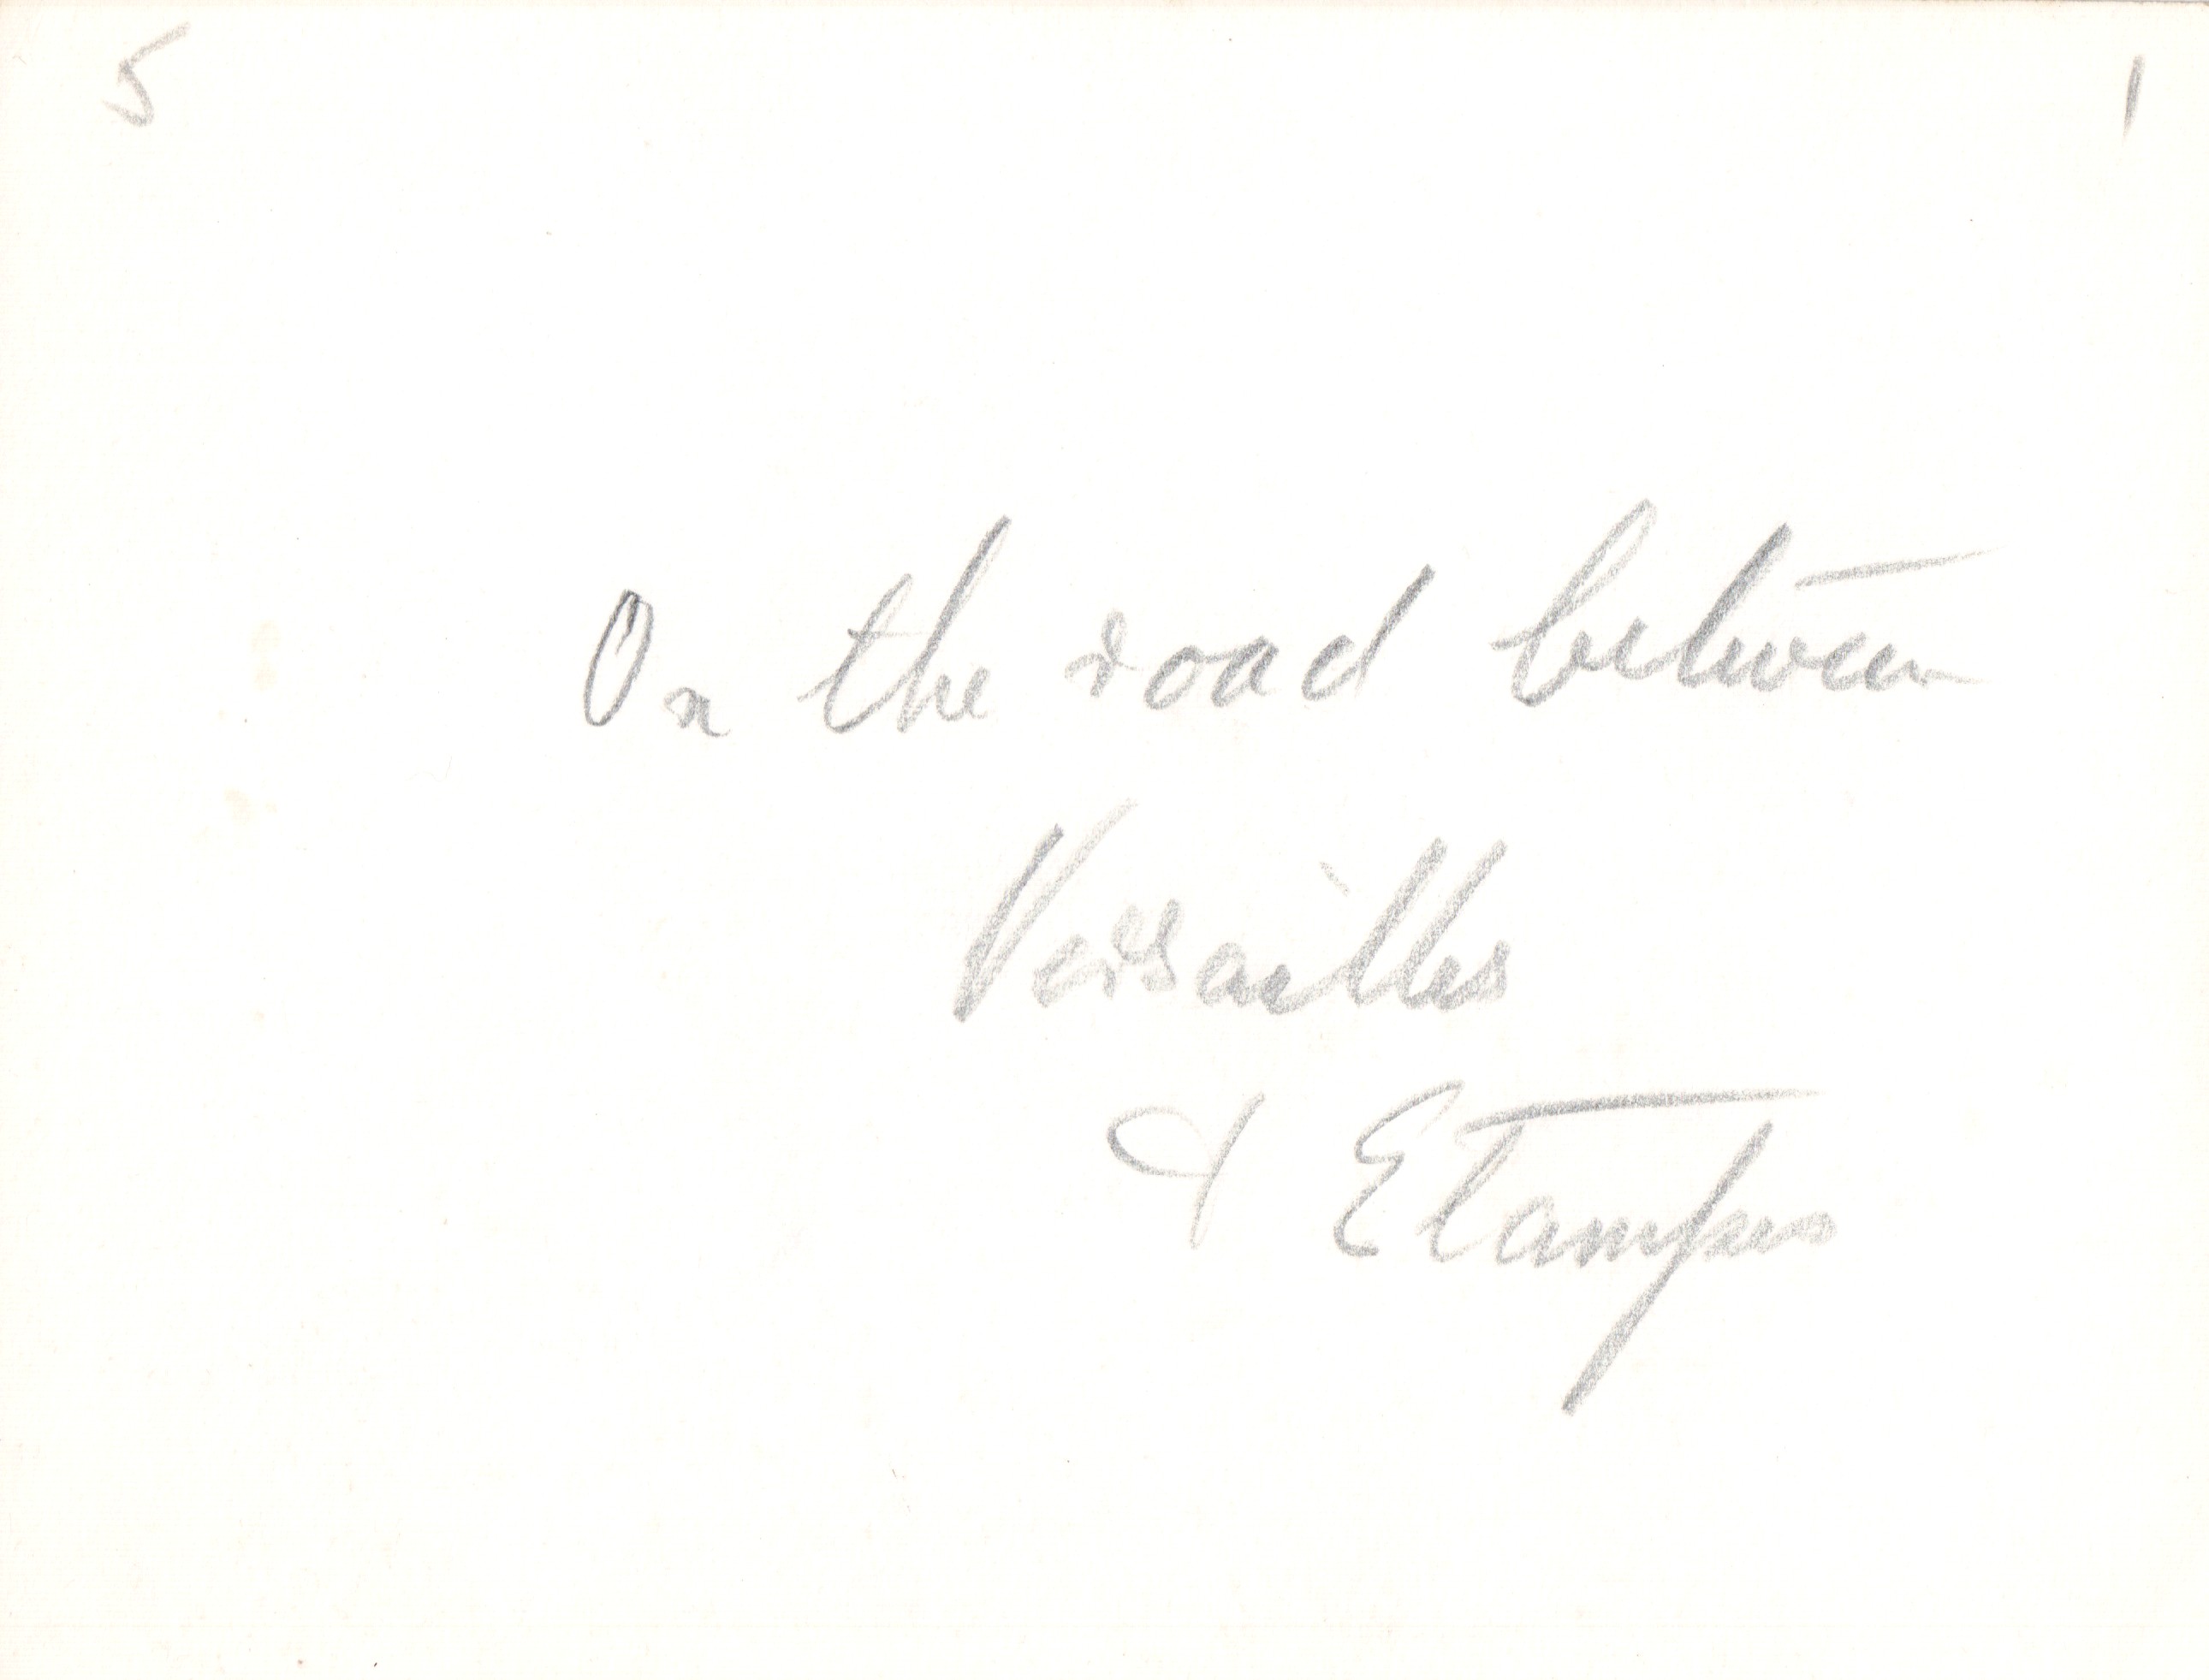 5 1
On the road between
Versailles
& Etampes